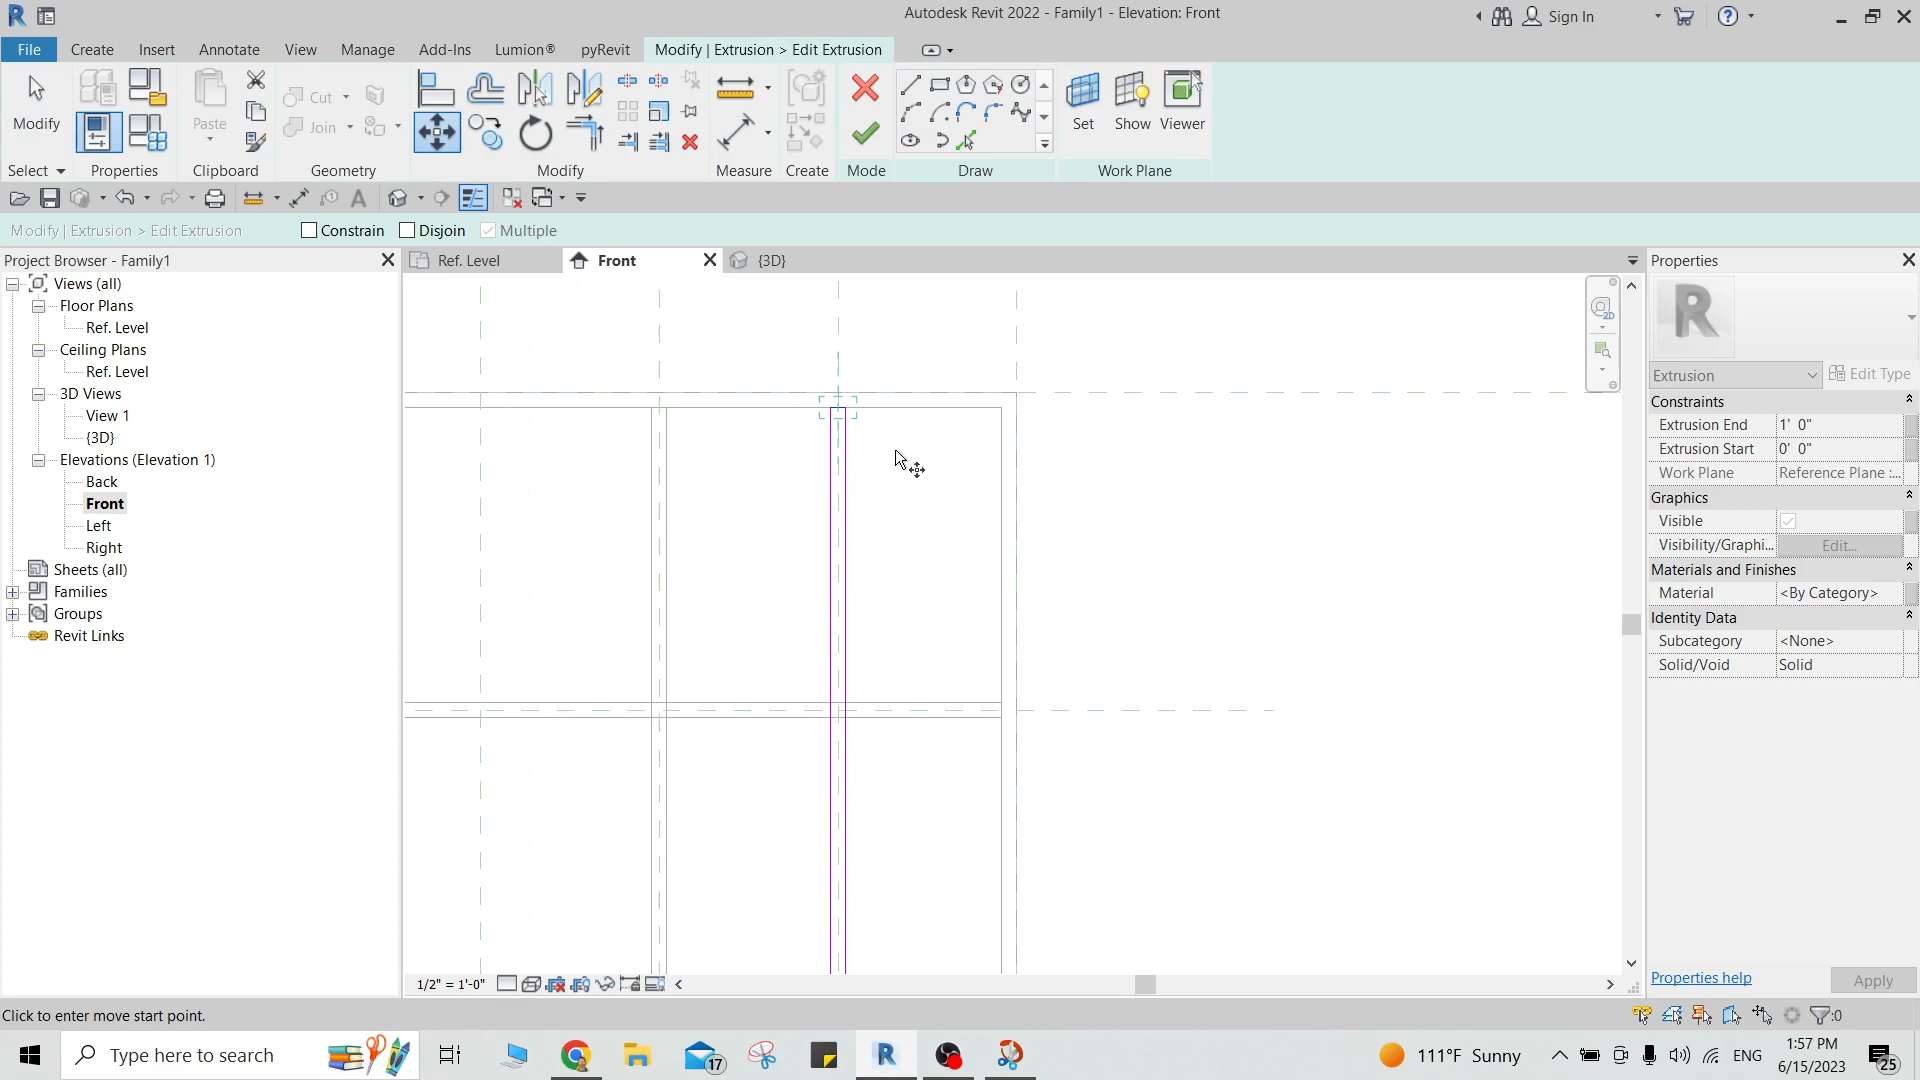 Autodesk Revit 2022 - Family1 - Elevation: Front
Sign In
File
Create
Insert
Annotate
View
Manage
Add-Ins
Lumion®
pyRevit
Modify | Extrusion > Edit Extrusion
Modify
Paste
Cut
Join
Set
Show
Viewer
Select
Properties
Clipboard
Geometry
Modify
Measure
Create
Mode
Draw
Work Plane
Modify | Extrusion > Edit Extrusion
Constrain
Disjoin
Multiple
Project Browser - Family1
Views (all)
Floor Plans
Ref. Level
Ceiling Plans
Ref. Level
3D Views
View 1
{3D}
Elevations (Elevation 1)
Back
Front
Left
Right
Sheets (all)
Families
Groups
Revit Links
Ref. Level
Front
{3D}
2D
Properties
R
Extrusion
Edit Type
Constraints
Extrusion End
1' 0"
Extrusion Start
0' 0"
Work Plane
Reference Plane :...
Graphics
Visible
Visibility/Graphi...
Edit...
Materials and Finishes
Material
<By Category>
Identity Data
Subcategory
<None>
Solid/Void
Solid
Properties help
Apply
1/2" = 1'-0"
Click to enter move start point.
:0
Type here to search
17
111°F Sunny
ENG
1:57 PM
6/15/2023
25